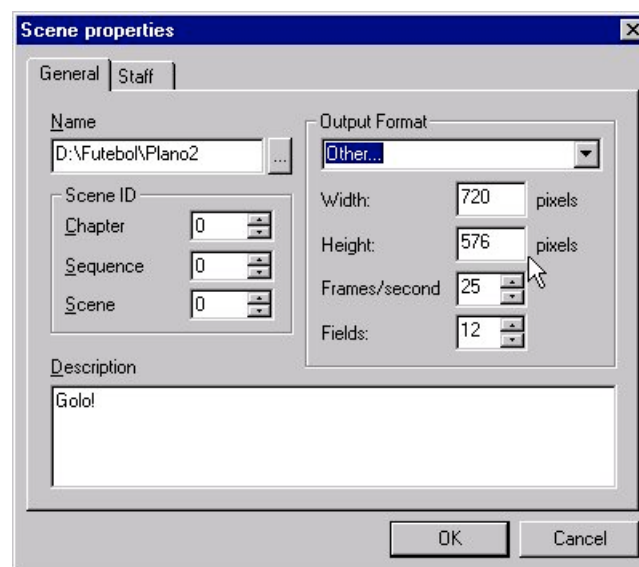 Scene properties
General Staff
Name
D:\Futebol\Plano2 ...
Scene ID
Chapter 0
Sequence 0
Scene 0
Output Format
Other...
Width: 720 pixels
Height: 576 pixels
Frames/second 25
Fields: 12
Description
Golo!
OK Cancel